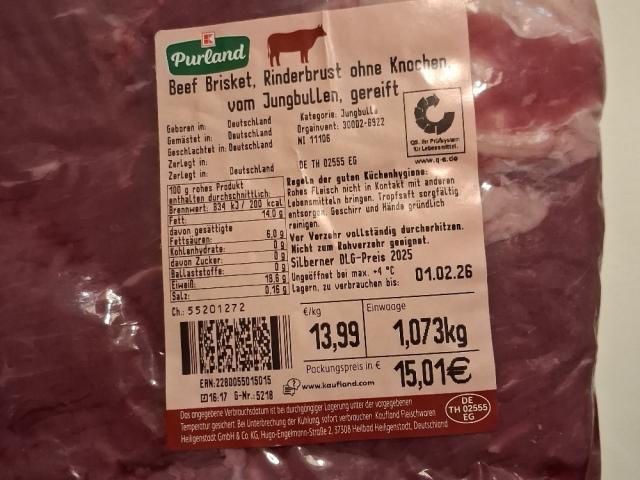 Purland
Beef Brisket, Rinderbrust ohne Knochen,
vom Jungbullen, gereift
Geboren in: Deutschland
Gemästet in: Deutschland
Geschlachtet in: Deutschland
Zerlegt in:
Zerlegt in: Deutschland
Kategorie: Jungbulle
Orgainvent: 30002-6922
NI 11106
DE TH 02555 EG
QS. Ihr Prüfsystem
für Lebensmittel.
www.q-s.de
100 g rohes Produkt
enthalten durchschnittlich:
Brennwert: 834 kJ / 200 kcal
Fett: 14,0 g
davon gesättigte
Fettsäuren: 6,0 g
Kohlenhydrate: 0 g
davon Zucker: 0 g
Ballaststoffe: 0 g
Eiweiß: 18,6 g
Salz: 0,16 g
Regeln der guten Küchenhygiene:
Rohes Fleisch nicht in Kontakt mit anderen
Lebensmitteln bringen. Tropfsaft sorgfältig
entsorgen. Geschirr und Hände gründlich
reinigen.
Vor Verzehr vollständig durcherhitzen.
Nicht zum Rohverzehr geeignet.
Silberner DLG-Preis 2025
Ungeöffnet bei max. +4 °C
lagern, zu verbrauchen bis: 01.02.26
Ch.: 55201272
€/kg
13,99
Einwaage
1,073kg
Packungspreis in €
15,01€
EAN:2280055015015
16:17 G-Nr.:5218
www.kaufland.com
Das angegebene Verbrauchsdatum ist bei durchgängiger Lagerung unter der vorgegebenen
Temperatur gesichert. Bei Unterbrechung der Kühlung, sofort verbrauchen. Kaufland Fleischwaren
Heiligenstadt GmbH & Co. KG, Hugo-Engelmann-Straße 2, 37308 Heilbad Heiligenstadt, Deutschland
DE
TH 02555
EG